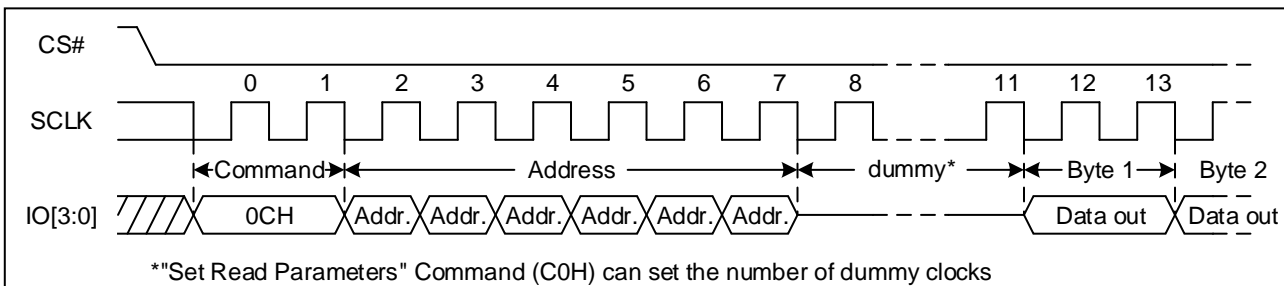 CS#
0 1 2 3 4 5 6 7 8 11 12 13
SCLK
Command Address dummy* Byte 1 Byte 2
IO[3:0] 0CH Addr. Addr. Addr. Addr. Addr. Addr. Data out Data out
*"Set Read Parameters" Command (C0H) can set the number of dummy clocks